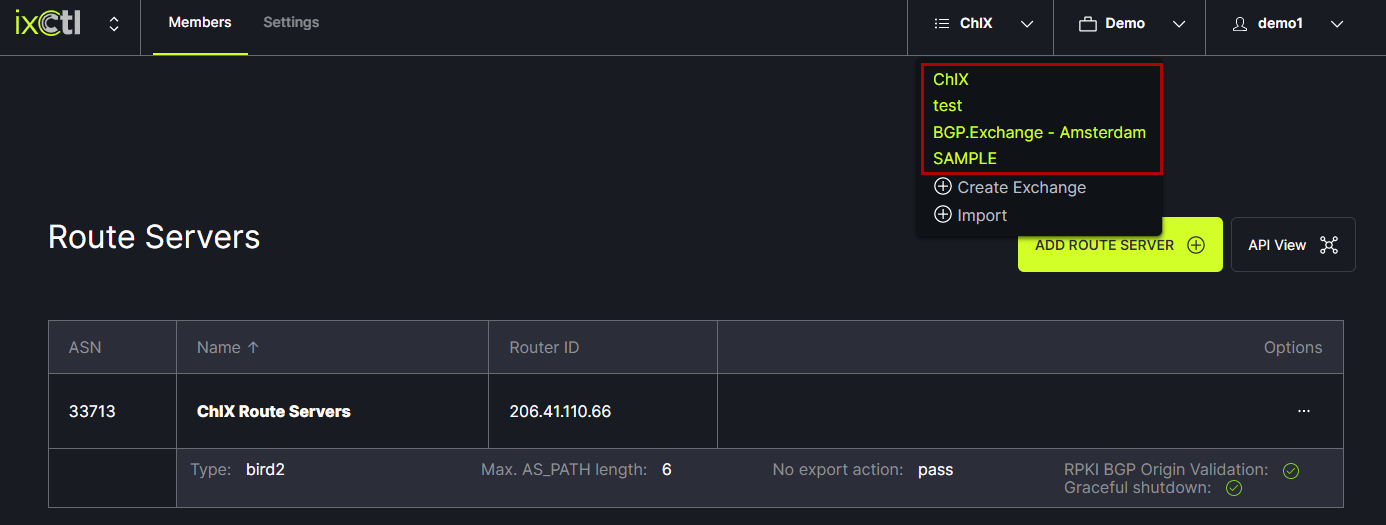 ixCtl Members Settings ChIX Demo demo1
ChIX
test
BGP.Exchange - Amsterdam
SAMPLE
Create Exchange
Import
Route Servers
ADD ROUTE SERVER API View
ASN Name ↑ Router ID Options
33713 ChIX Route Servers 206.41.110.66 ...
Type: bird2 Max. AS_PATH length: 6 No export action: pass RPKI BGP Origin Validation:
Graceful shutdown: